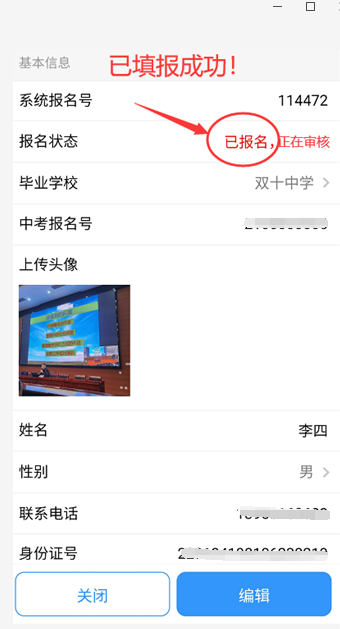 基本信息
已填报成功！
系统报名号 114472
报名状态 已报名，正在审核
毕业学校 双十中学
中考报名号
上传头像
姓名 李四
性别 男
联系电话
身份证号
关闭 编辑